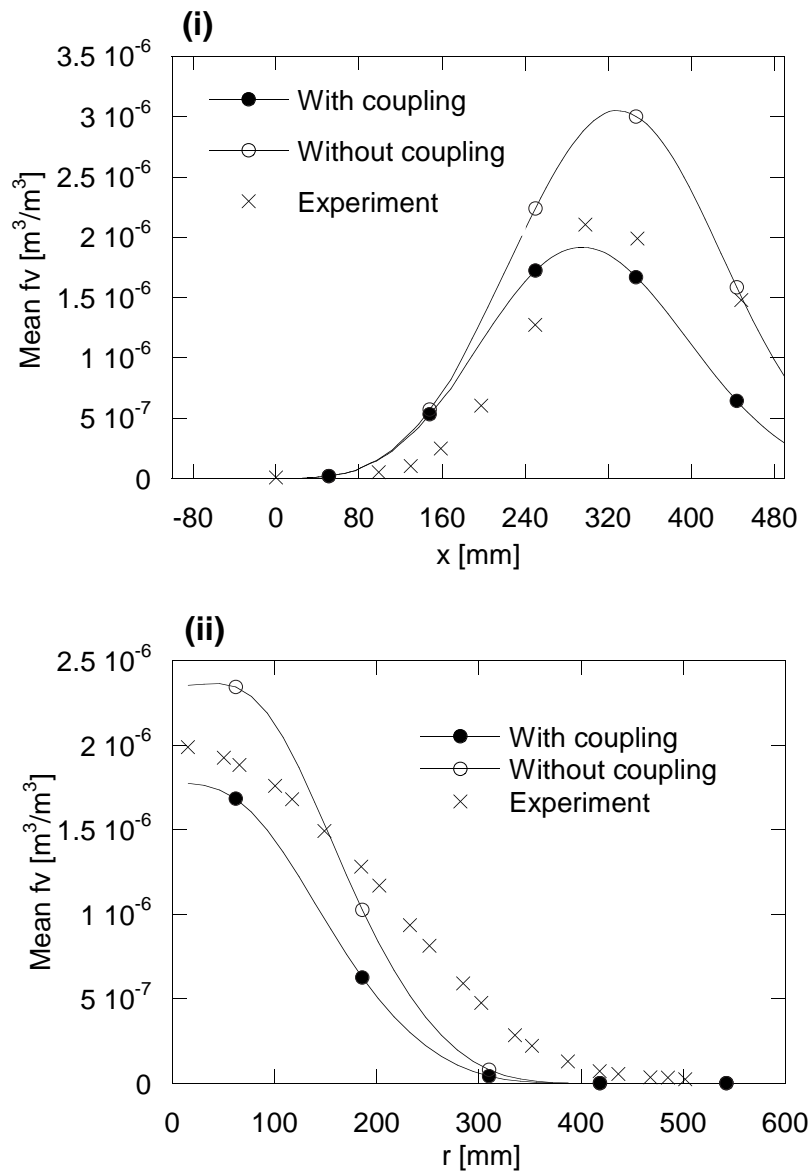 (i)
3.5 10⁻⁶
3 10⁻⁶
2.5 10⁻⁶
2 10⁻⁶
1.5 10⁻⁶
1 10⁻⁶
5 10⁻⁷
0
Mean fv [m³/m³]
With coupling
Without coupling
Experiment
-80 0 80 160 240 320 400 480
x [mm]
(ii)
2.5 10⁻⁶
2 10⁻⁶
1.5 10⁻⁶
1 10⁻⁶
5 10⁻⁷
0
Mean fv [m³/m³]
With coupling
Without coupling
Experiment
0 100 200 300 400 500 600
r [mm]